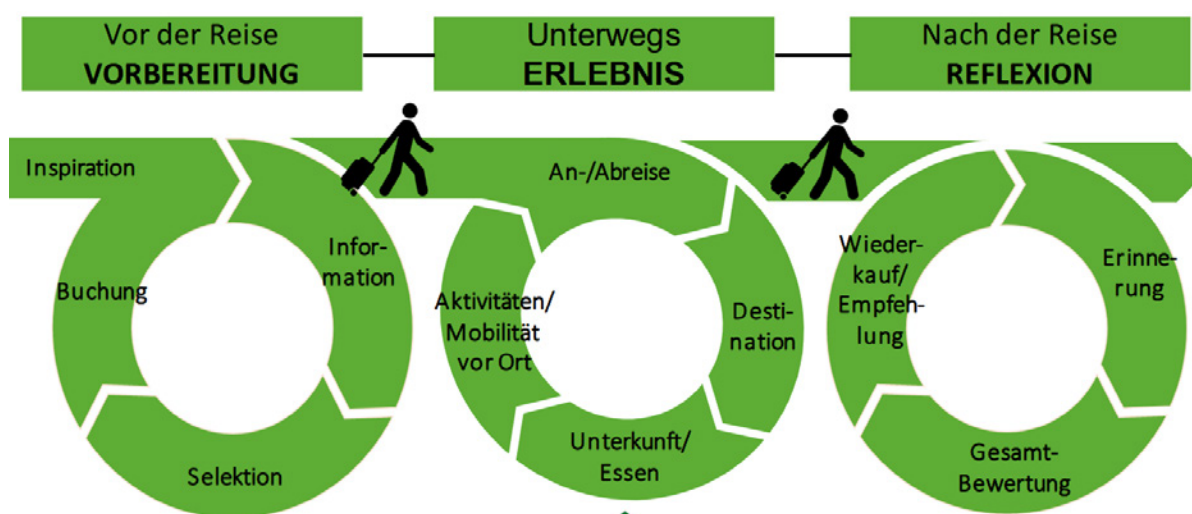 Vor der Reise
VORBEREITUNG
Unterwegs
ERLEBNIS
Nach der Reise
REFLEXION
Inspiration
Infor-
mation
Selektion
Buchung
An-/Abreise
Desti-
nation
Unterkunft/
Essen
Aktivitäten/
Mobilität
vor Ort
Erinne-
rung
Gesamt-
Bewertung
Wieder-
kauf/
Empfeh-
lung